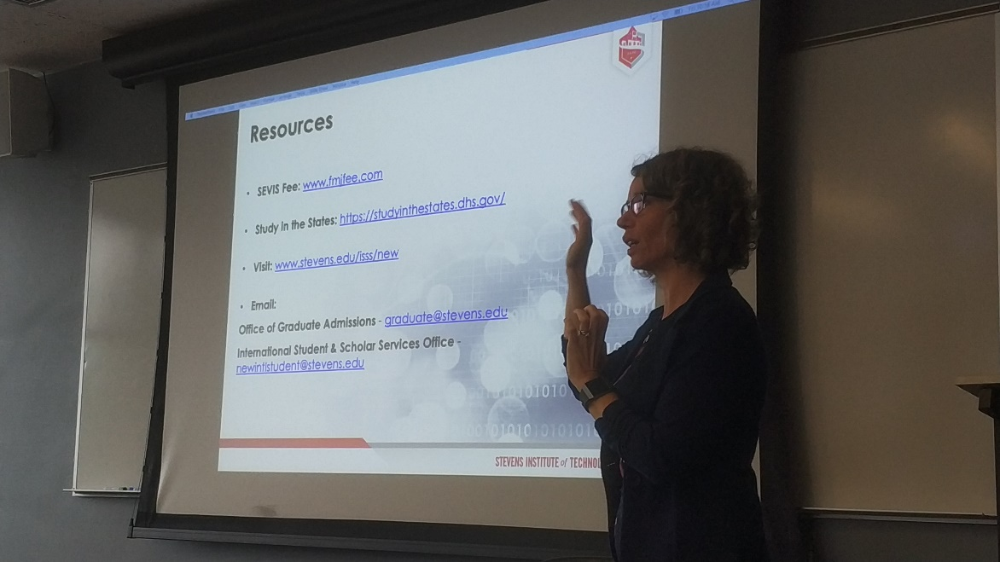 Resources
• SEVIS Fee: www.fmjfee.com
• Study in the States: https://studyinthestates.dhs.gov/
• Visit: www.stevens.edu/isss/new
• Email:
Office of Graduate Admissions - graduate@stevens.edu
International Student & Scholar Services Office -
newintlstudent@stevens.edu
STEVENS INSTITUTE of TECHNOL